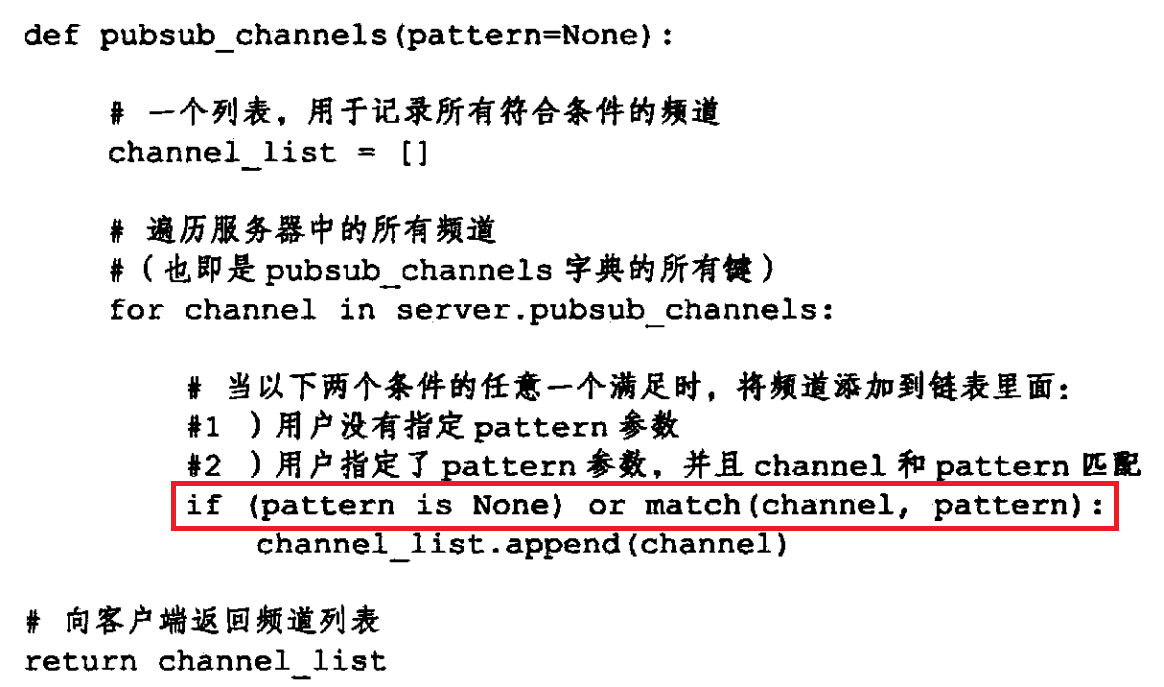 def pubsub_channels(pattern=None):
# 一个列表，用于记录所有符合条件的频道
channel_list = []
# 遍历服务器中的所有频道
#（也即是 pubsub_channels 字典的所有键）
for channel in server.pubsub_channels:
# 当以下两个条件的任意一个满足时，将频道添加到链表里面：
#1 ）用户没有指定 pattern 参数
#2 ）用户指定了 pattern 参数，并且 channel 和 pattern 匹配
if (pattern is None) or match(channel, pattern):
channel_list.append(channel)
# 向客户端返回频道列表
return channel_list